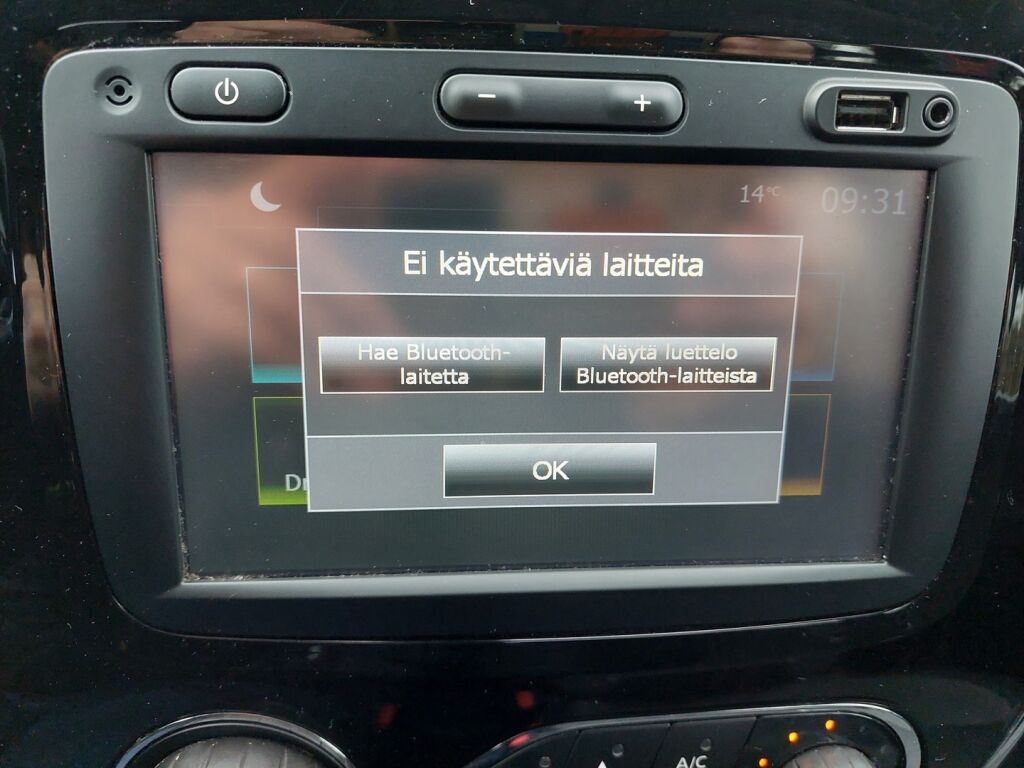 14°C 09:31
Ei käytettäviä laitteita
Hae Bluetooth-
laitetta
Näytä luettelo
Bluetooth-laitteista
OK
A/C